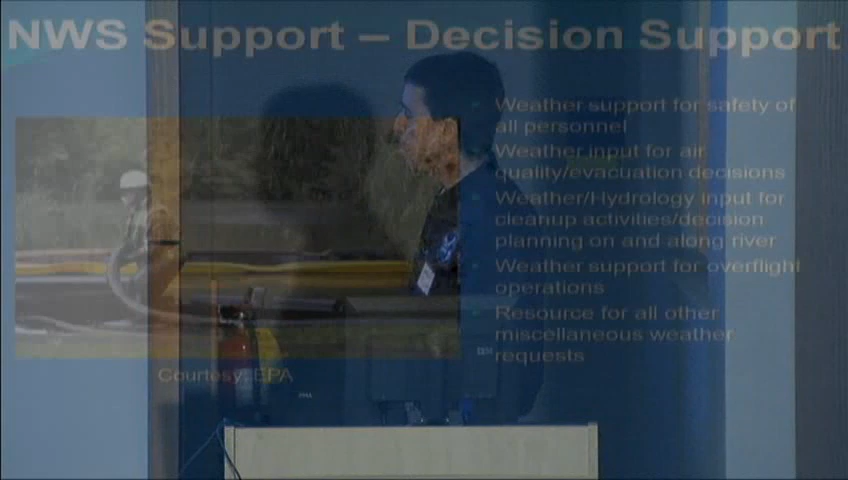 NWS Support – Decision Support
Weather support for safety of
all personnel
Weather input for air
quality/evacuation decisions
Weather/Hydrology input for
cleanup activities/decision
planning on and along river
Weather support for overflight
operations
Resource for all other
miscellaneous weather
requests
Courtesy: EPA
IBM
DELL